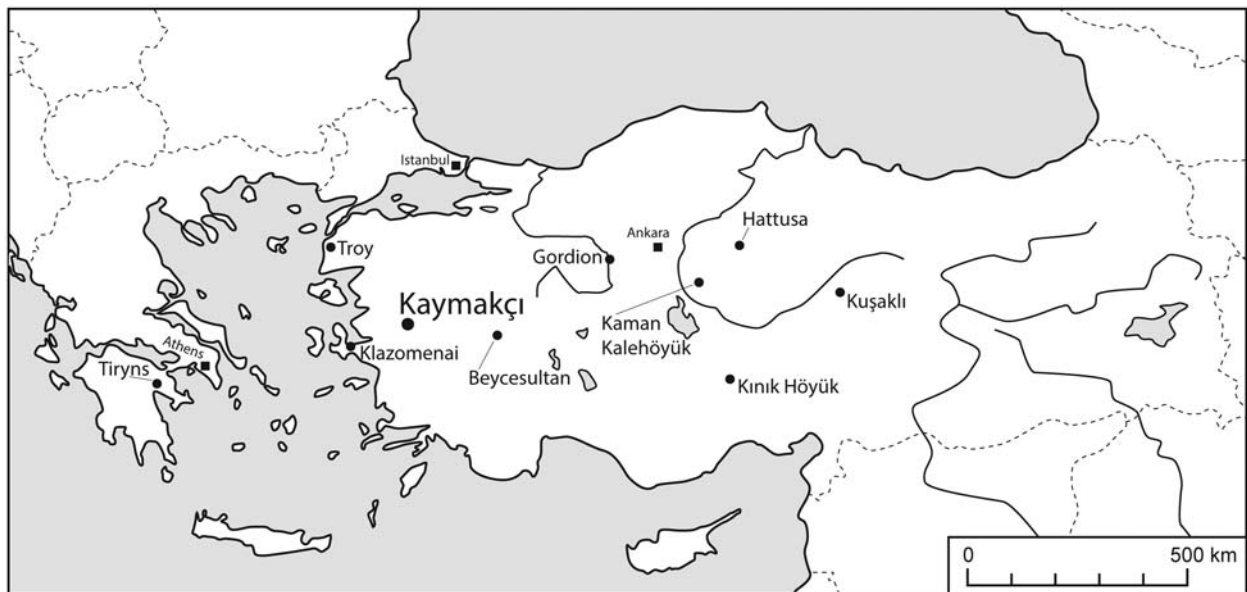 Istanbul
Hattusa
Ankara
Troy
Gordion
Kuşaklı
Kaymakçı
Kaman
Kalehöyük
Klazomenai
Athens
Tiryns
Beycesultan
Kınık Höyük
0 500 km